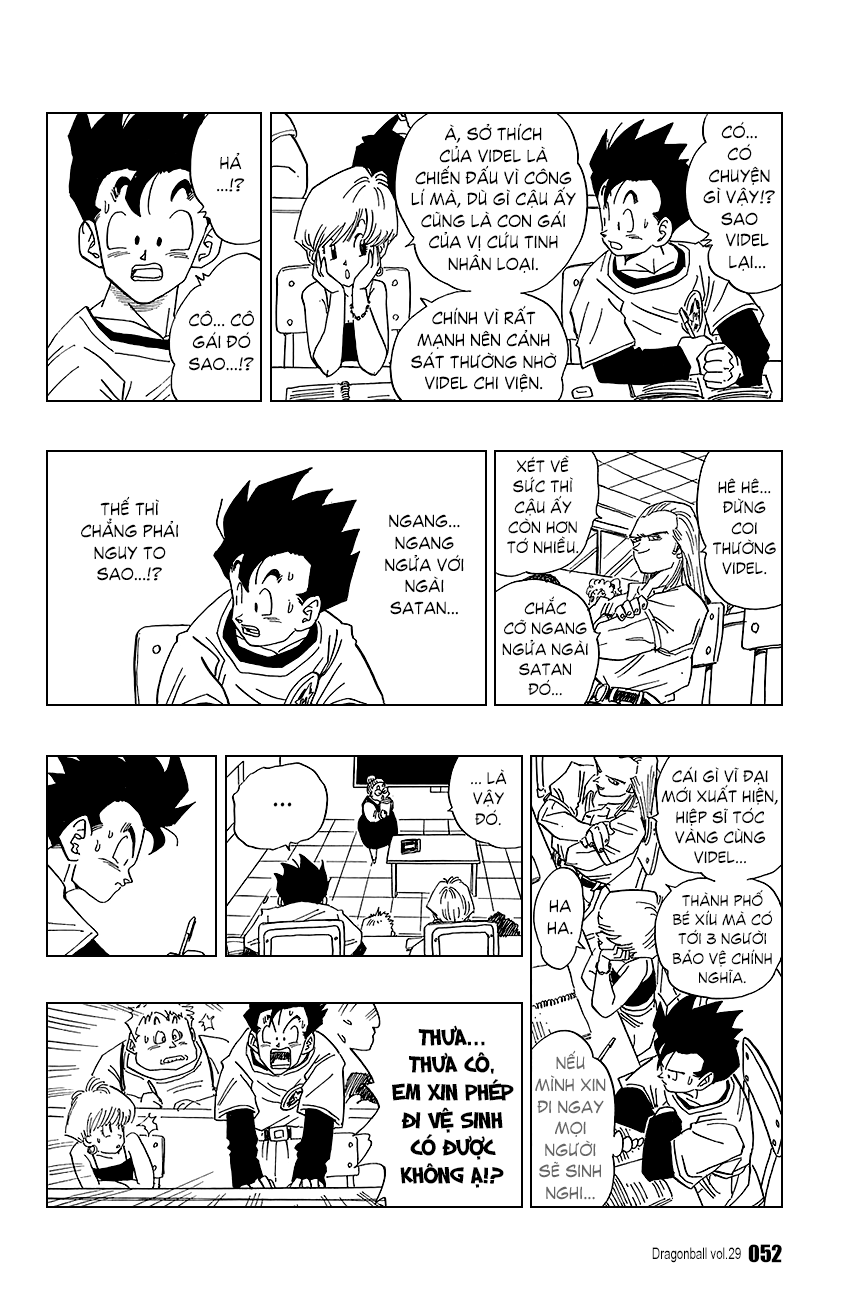 CÓ...
CÓ
CHUYỆN
GÌ VẬY!?
SAO
VIDEL
LẠI...
À, SỞ THÍCH
CỦA VIDEL LÀ
CHIẾN ĐẤU VÌ CÔNG
LÍ MÀ, DÙ GÌ CẬU ẤY
CŨNG LÀ CON GÁI
CỦA VỊ CỨU TINH
NHÂN LOẠI.
CHÍNH VÌ RẤT
MẠNH NÊN CẢNH
SÁT THƯỜNG NHỜ
VIDEL CHI VIỆN.
HẢ
...!?
CÔ... CÔ
GÁI ĐÓ
SAO...!?
HÊ HÊ...
ĐỪNG
COI
THƯỜNG
VIDEL.
XÉT VỀ
SỨC THÌ
CẬU ẤY
CÒN HƠN
TỚ NHIỀU.
CHẮC
CỠ NGANG
NGỬA NGÀI
SATAN
ĐÓ...
NGANG...
NGANG
NGỬA VỚI
NGÀI
SATAN...
THẾ THÌ
CHẲNG PHẢI
NGUY TO
SAO...!?
CÁI GÌ VĨ ĐẠI
MỚI XUẤT HIỆN,
HIỆP SĨ TÓC
VÀNG CÙNG
VIDEL...
THÀNH PHỐ
BÉ XÍU MÀ CÓ
TỚI 3 NGƯỜI
BẢO VỆ CHÍNH
NGHĨA.
HA
HA.
NẾU
MÌNH XIN
ĐI NGAY
MỌI
NGƯỜI
SẼ SINH
NGHI...
... LÀ
VẬY
ĐÓ.
...
THƯA...
THƯA CÔ,
EM XIN PHÉP
ĐI VỆ SINH
CÓ ĐƯỢC
KHÔNG Ạ!?
Dragonball vol.29 052